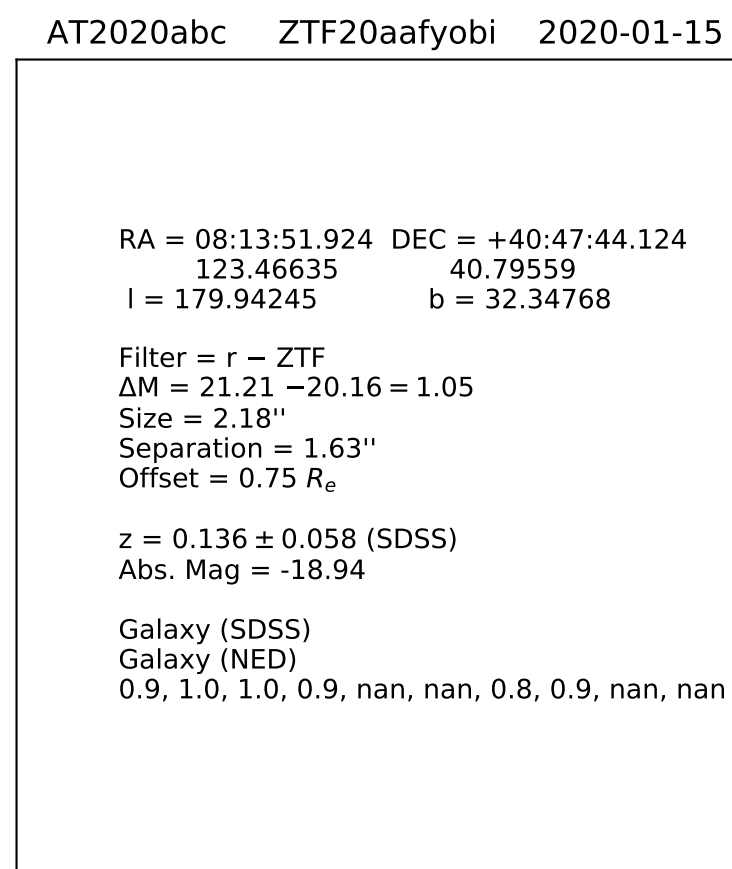 AT2020abc ZTF20aafyobi 2020-01-15
RA = 08:13:51.924 DEC = +40:47:44.124
123.46635 40.79559
l = 179.94245 b = 32.34768
Filter = r − ZTF
ΔM = 21.21 −20.16 = 1.05
Size = 2.18''
Separation = 1.63''
Offset = 0.75 Re
z = 0.136 ± 0.058 (SDSS)
Abs. Mag = -18.94
Galaxy (SDSS)
Galaxy (NED)
0.9, 1.0, 1.0, 0.9, nan, nan, 0.8, 0.9, nan, nan